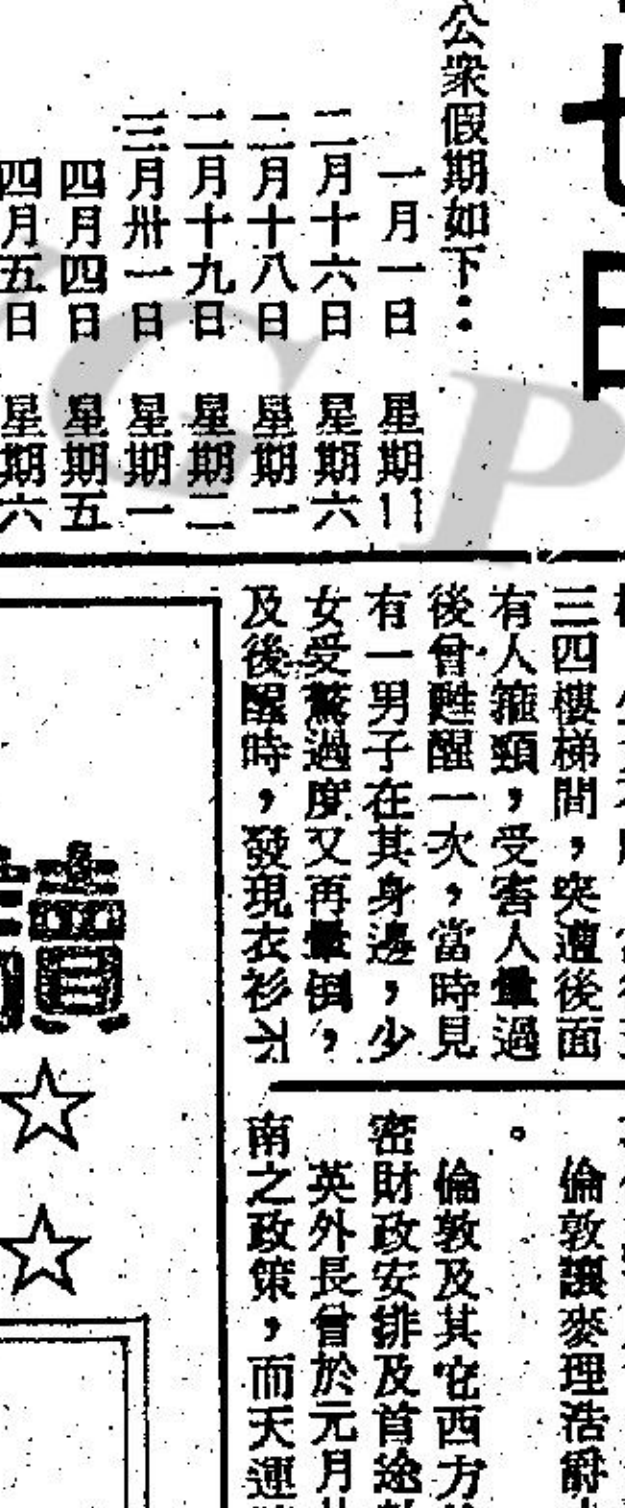 七日
公衆假期如下：
一月一日 星期二
二月十六日 星期六
二月十八日 星期一
二月十九日 星期二
三月卅一日 星期一
四月四日 星期五
四月五日 星期六
三四樓梯間，突遭後面
有人箍頸，受害人暈過
後曾甦醒一次，當時見
有一男子在其身邊，少
女受驚過度又再暈倒，
及後醒時，發現衣衫不
倫敦讓麥理浩爵
。
倫敦及其它西方
密財政安排及首途
英外長曾於元月
南之政策，而天運
讀
☆☆
G P